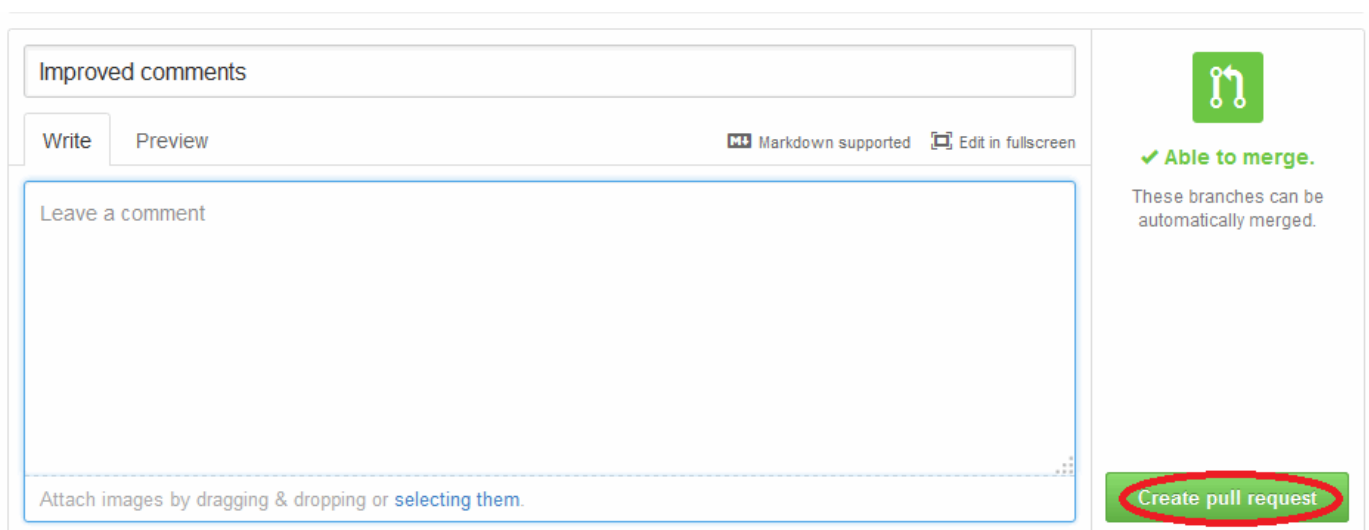 Improved comments
Write Preview
M↓ Markdown supported Edit in fullscreen
✓ Able to merge.
These branches can be
automatically merged.
Leave a comment
Attach images by dragging & dropping or selecting them.
Create pull request